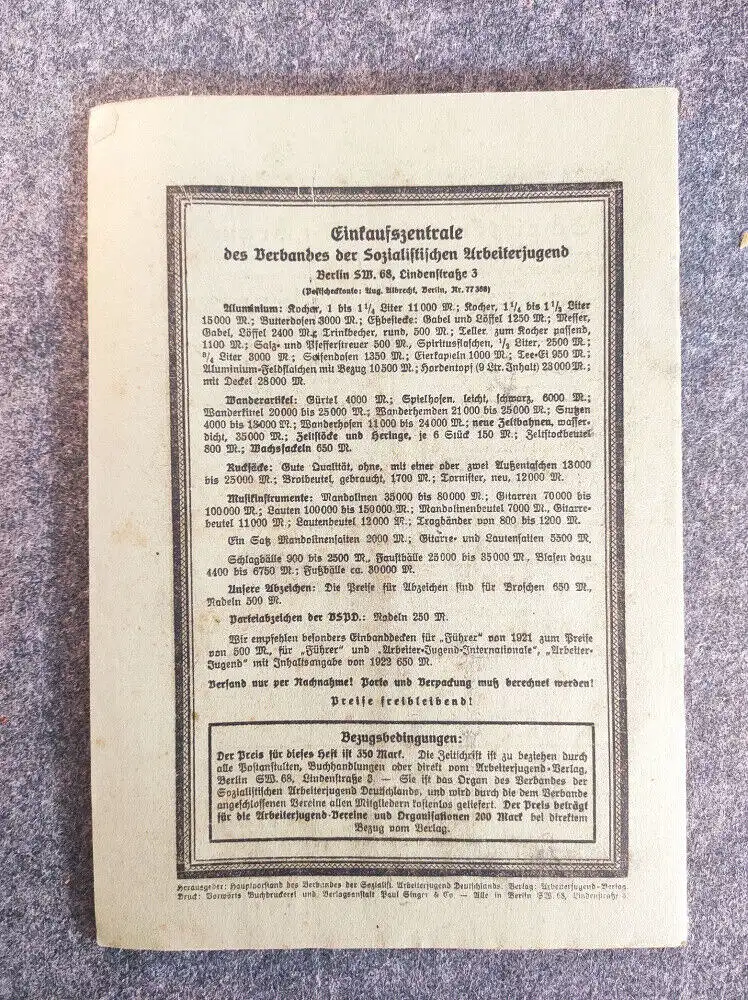 Einkaufszentrale
des Verbandes der Sozialistischen Arbeiterjugend
Berlin SW. 68, Lindenstraße 3
(Postscheckkonto: Aug. Albrecht, Berlin, Nr. 77308)
Aluminium: Kocher, 1 bis 1¼ Liter 11000 M.; Kocher, 1¼ bis 1½ Liter
15000 M.; Butterdosen 3000 M.; Eßbestecke: Gabel und Löffel 1250 M.; Messer,
Gabel, Löffel 2400 M.; Trinkbecher, rund, 500 M.; Teller zum Kocher passend,
1100 M.; Salz- und Pfefferstreuer 500 M., Spiritusflaschen, ½ Liter, 2500 M.;
¾ Liter 3000 M.; Seifendosen 1350 M.; Eierkapseln 1000 M.; Tee-Ei 950 M.;
Aluminium-Feldflaschen mit Bezug 10500 M.; Hordentopf (9 Ltr. Inhalt) 23000 M.;
mit Deckel 28000 M.
Wanderartikel: Gürtel 4000 M.; Spielhosen, leicht, schwarz, 6000 M.;
Wanderkittel 20000 bis 25000 M.; Wanderhemden 21000 bis 25000 M.; Stutzen
4000 bis 13000 M.; Wanderhosen 11000 bis 24000 M.; neue Zeltbahnen, wasser-
dicht, 35000 M.; Zeltstöcke und Heringe, je 6 Stück 150 M.; Zeltstockbeutel
800 M.; Wachsfackeln 650 M.
Rucksäcke: Gute Qualität, ohne, mit einer oder zwei Außentaschen 13000
bis 25000 M.; Brotbeutel, gebraucht, 1700 M.; Tornister, neu, 12000 M.
Musikinstrumente: Mandolinen 35000 bis 80000 M.; Gitarren 70000 bis
100000 M.; Lauten 100000 bis 150000 M.; Mandolinenbeutel 7000 M., Gitarre-
beutel 11000 M.; Lautenbeutel 12000 M.; Tragbänder von 800 bis 1200 M.
Ein Satz Mandolinensaiten 2000 M.; Gitarre- und Lautensaiten 5500 M.
Schlagbälle 900 bis 2500 M., Faustbälle 25000 bis 35000 M., Blasen dazu
4400 bis 6750 M.; Fußbälle ca. 30000 M.
Unsere Abzeichen: Die Preise für Abzeichen sind für Broschen 650 M.,
Nadeln 500 M.
Parteiabzeichen der VSPD.: Nadeln 250 M.
Wir empfehlen besonders Einbanddecken für „Führer“ von 1921 zum Preise
von 500 M., für „Führer“ und „Arbeiter-Jugend-Internationale“, „Arbeiter-
Jugend“ mit Inhaltsangabe von 1922 650 M.
Versand nur per Nachnahme! Porto und Verpackung muß berechnet werden!
Preise freibleibend!
Bezugsbedingungen:
Der Preis für dieses Heft ist 350 Mark. Die Zeitschrift ist zu beziehen durch
alle Postanstalten, Buchhandlungen oder direkt vom Arbeiterjugend-Verlag,
Berlin SW. 68, Lindenstraße 3. — Sie ist das Organ des Verbandes der
Sozialistischen Arbeiterjugend Deutschlands, und wird durch die dem Verbande
angeschlossenen Vereine allen Mitgliedern kostenlos geliefert. Der Preis beträgt
für die Arbeiterjugend-Vereine und Organisationen 200 Mark bei direktem
Bezug vom Verlag.
Herausgeber: Hauptvorstand des Verbandes der Sozialist. Arbeiterjugend Deutschlands. Verlag: Arbeiterjugend-Verlag.
Druck: Vorwärts Buchdruckerei und Verlagsanstalt Paul Singer & Co. — Alle in Berlin SW. 68, Lindenstraße 3